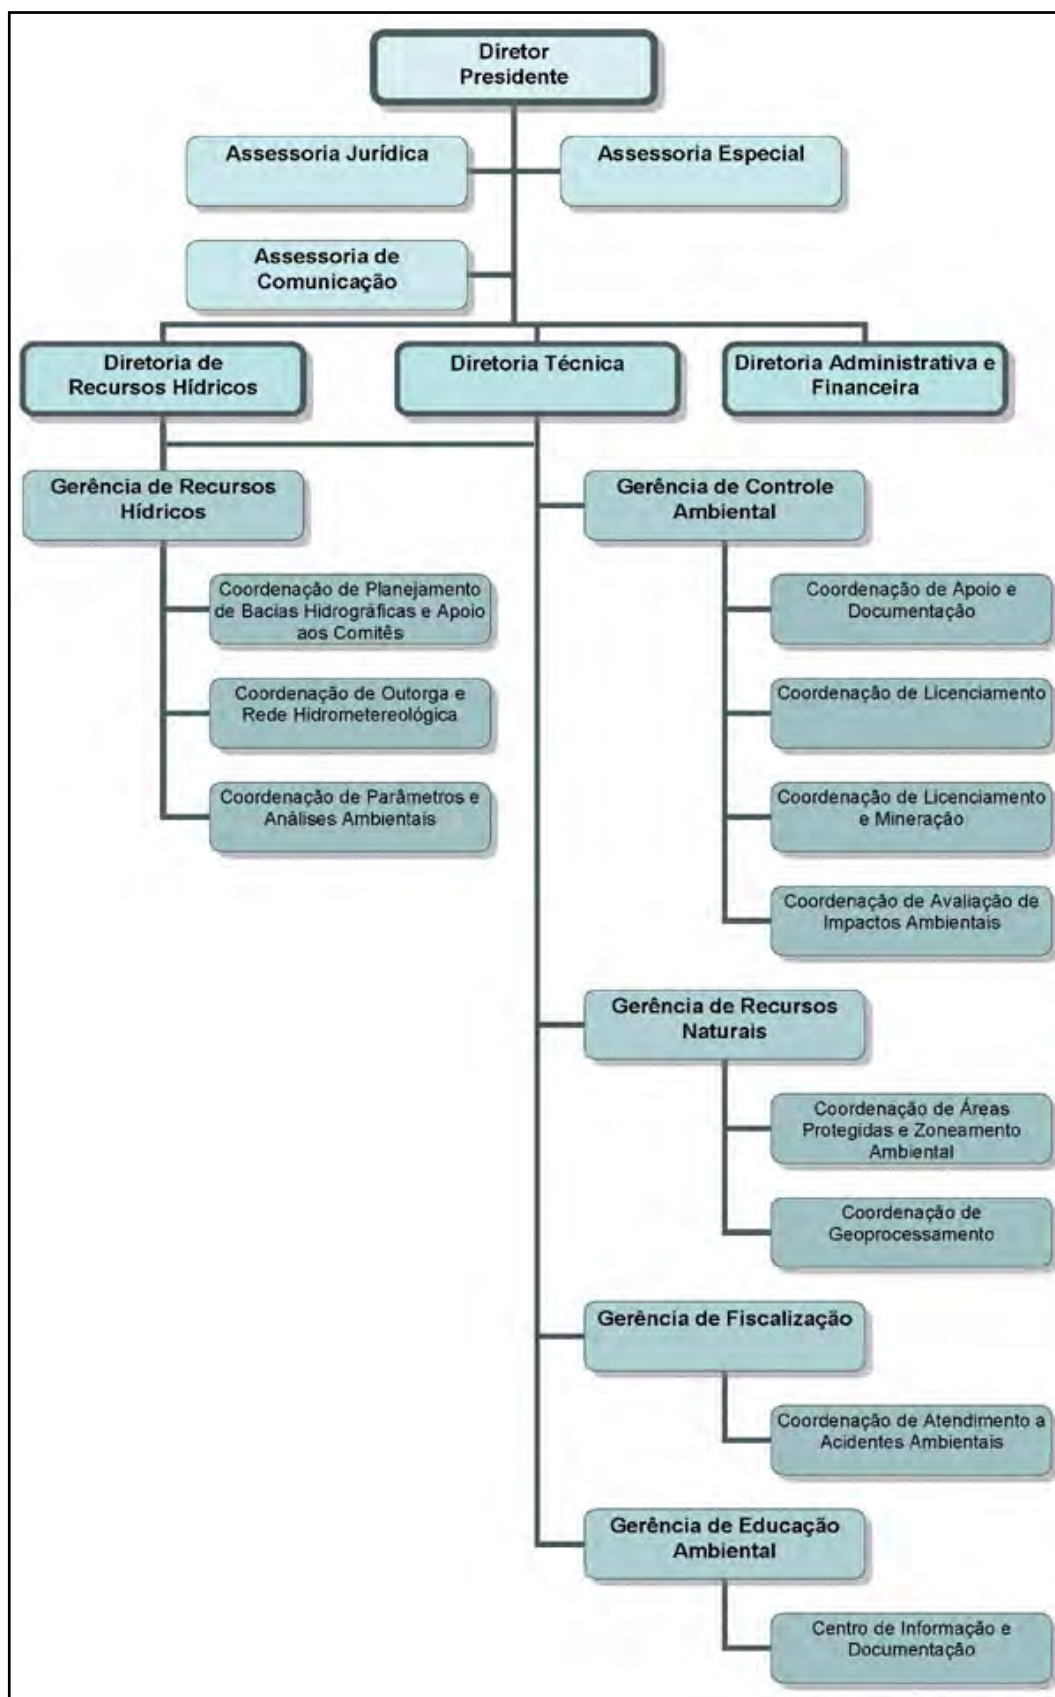 Diretor
Presidente
Assessoria Jurídica
Assessoria Especial
Assessoria de
Comunicação
Diretoria de
Recursos Hídricos
Diretoria Técnica
Diretoria Administrativa e
Financeira
Gerência de Recursos
Hídricos
Coordenação de Planejamento
de Bacias Hidrográficas e Apoio
aos Comitês
Coordenação de Outorga e
Rede Hidrometereológica
Coordenação de Parâmetros e
Análises Ambientais
Gerência de Controle
Ambiental
Coordenação de Apoio e
Documentação
Coordenação de Licenciamento
Coordenação de Licenciamento
e Mineração
Coordenação de Avaliação de
Impactos Ambientais
Gerência de Recursos
Naturais
Coordenação de Áreas
Protegidas e Zoneamento
Ambiental
Coordenação de
Geoprocessamento
Gerência de Fiscalização
Coordenação de Atendimento a
Acidentes Ambientais
Gerência de Educação
Ambiental
Centro de Informação e
Documentação